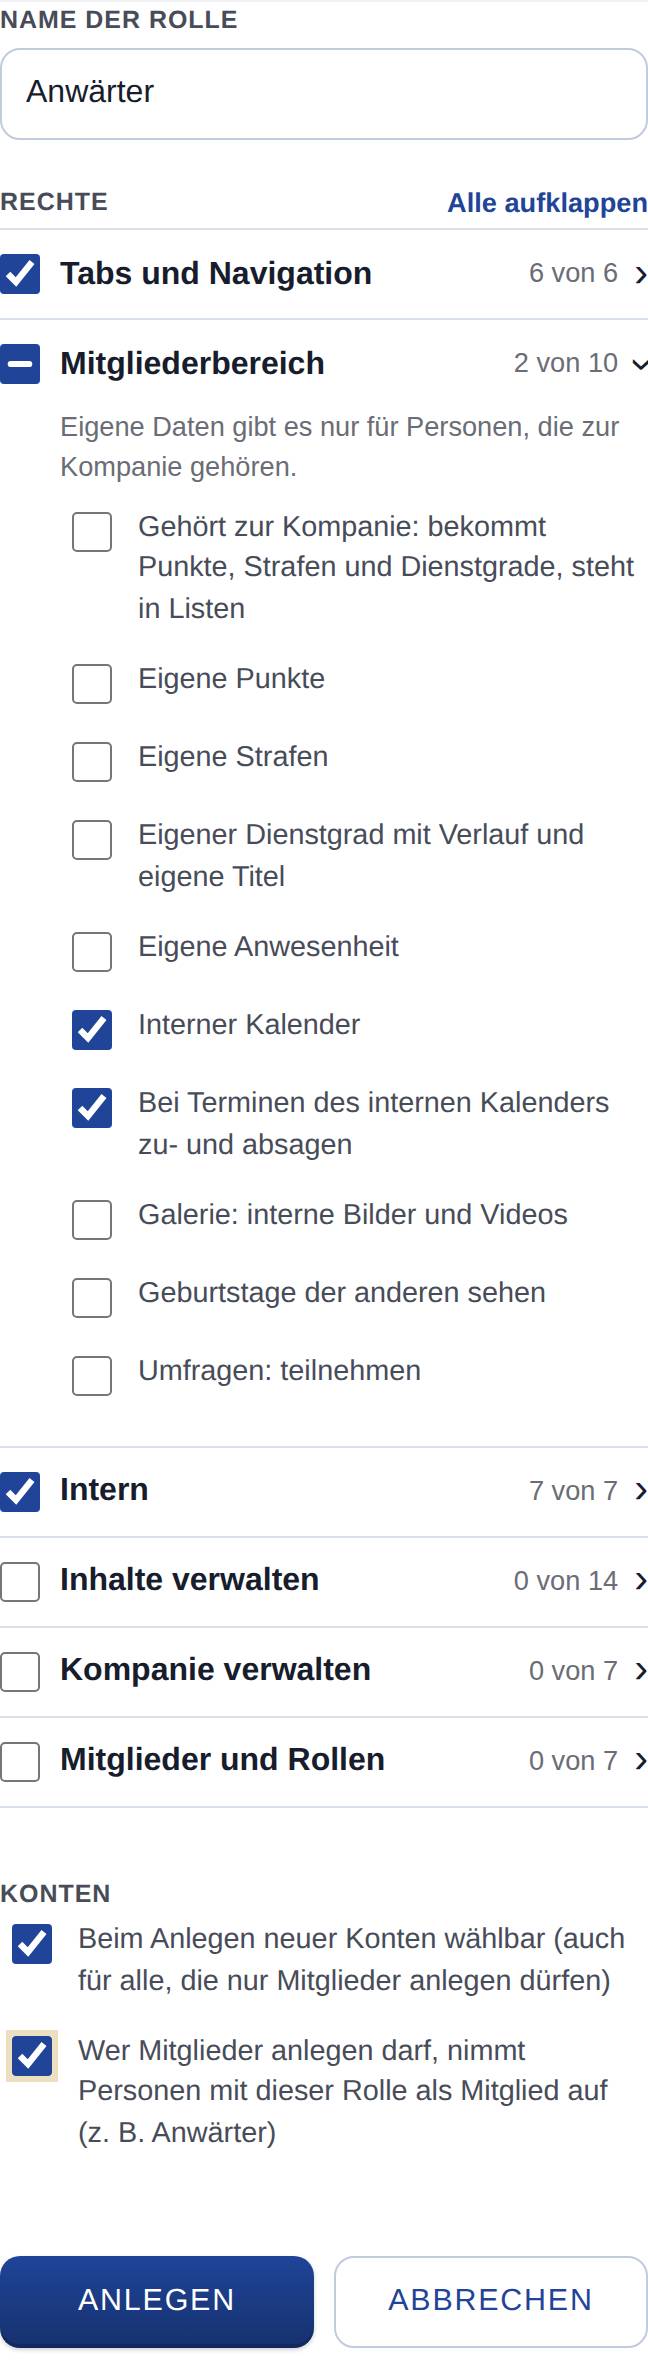 NAME DER ROLLE
Anwärter
RECHTE
Alle aufklappen
Tabs und Navigation 6 von 6
Mitgliederbereich 2 von 10
Eigene Daten gibt es nur für Personen, die zur
Kompanie gehören.
Gehört zur Kompanie: bekommt
Punkte, Strafen und Dienstgrade, steht
in Listen
Eigene Punkte
Eigene Strafen
Eigener Dienstgrad mit Verlauf und
eigene Titel
Eigene Anwesenheit
Interner Kalender
Bei Terminen des internen Kalenders
zu- und absagen
Galerie: interne Bilder und Videos
Geburtstage der anderen sehen
Umfragen: teilnehmen
Intern 7 von 7
Inhalte verwalten 0 von 14
Kompanie verwalten 0 von 7
Mitglieder und Rollen 0 von 7
KONTEN
Beim Anlegen neuer Konten wählbar (auch
für alle, die nur Mitglieder anlegen dürfen)
Wer Mitglieder anlegen darf, nimmt
Personen mit dieser Rolle als Mitglied auf
(z. B. Anwärter)
ANLEGEN
ABBRECHEN